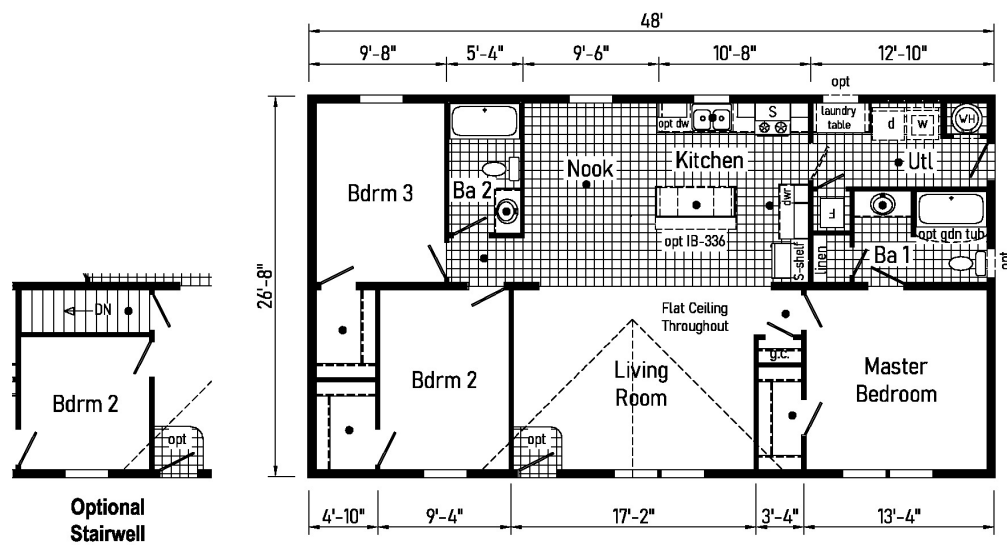 48'
9'-8" 5'-4" 9'-6" 10'-8" 12'-10"
opt
opt dw
S
laundry
table
d
w
WH
Nook
Kitchen
Utl
Bdrm 3
Ba 2
dwr
F
opt IB-336
opt gdn tub
S-shelf
linen
Ba 1
opt
26'-8"
DN
Flat Ceiling
Throughout
g.c.
Bdrm 2
Bdrm 2
Living
Room
Master
Bedroom
opt
opt
Optional
Stairwell
4'-10" 9'-4" 17'-2" 3'-4" 13'-4"